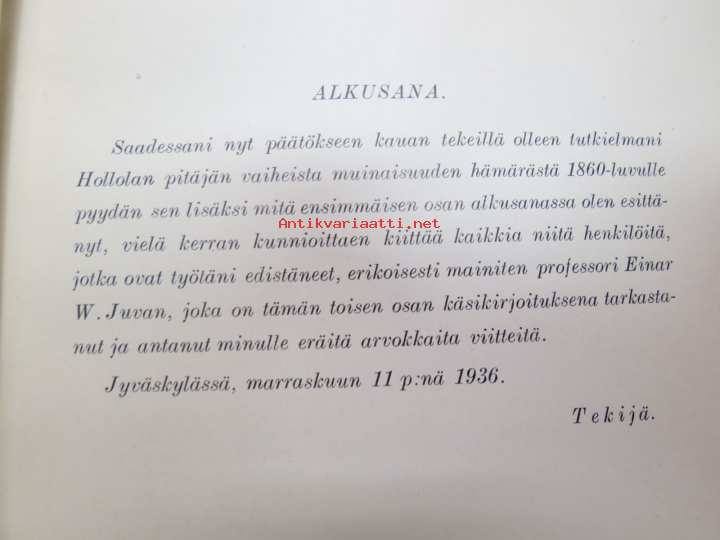 ALKUSANA.
Saadessani nyt päätökseen kauan tekeillä olleen tutkielmani
Hollolan pitäjän vaiheista muinaisuuden hämärästä 1860-luvulle
pyydän sen lisäksi mitä ensimmäisen osan alkusanassa olen esittä-
Antikvariaatti.net
nyt, vielä kerran kunnioittaen kiittää kaikkia niitä henkilöitä,
jotka ovat työtäni edistäneet, erikoisesti mainiten professori Einar
W. Juvan, joka on tämän toisen osan käsikirjoituksena tarkasta-
nut ja antanut minulle eräitä arvokkaita viitteitä.
Jyväskylässä, marraskuun 11 p:nä 1936.
Tekijä.